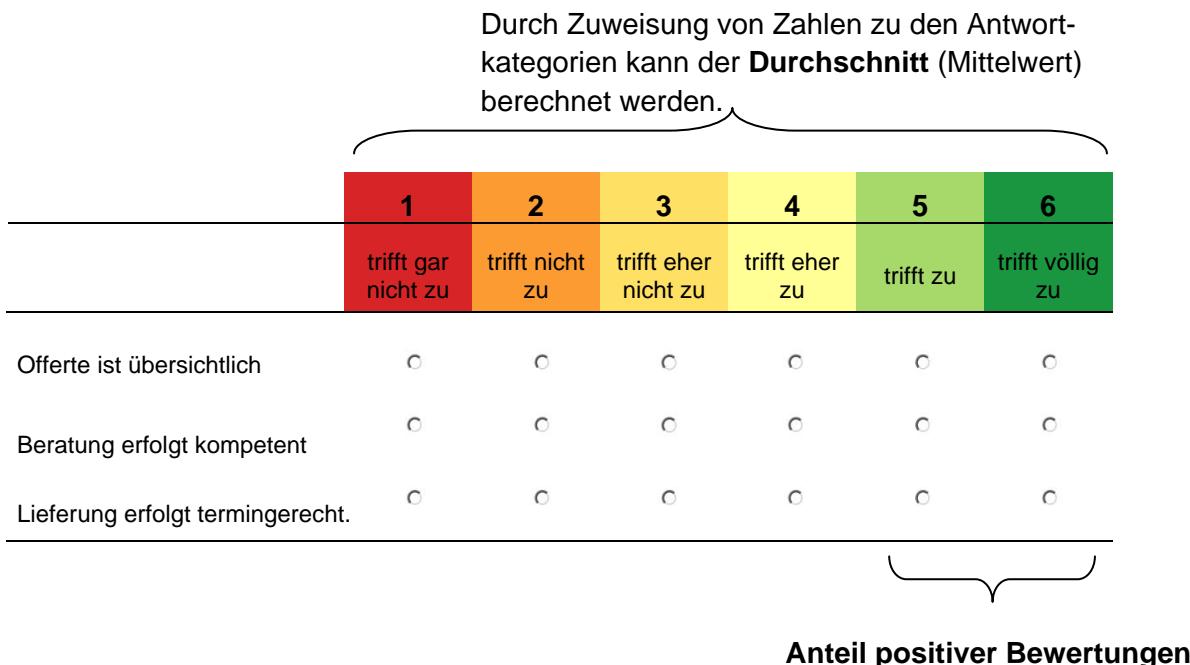 Durch Zuweisung von Zahlen zu den Antwort-
kategorien kann der Durchschnitt (Mittelwert)
berechnet werden.
1 2 3 4 5 6
trifft gar nicht zu
trifft nicht zu
trifft eher nicht zu
trifft eher zu
trifft zu
trifft völlig zu
Offerte ist übersichtlich
Beratung erfolgt kompetent
Lieferung erfolgt termingerecht.
Anteil positiver Bewertungen